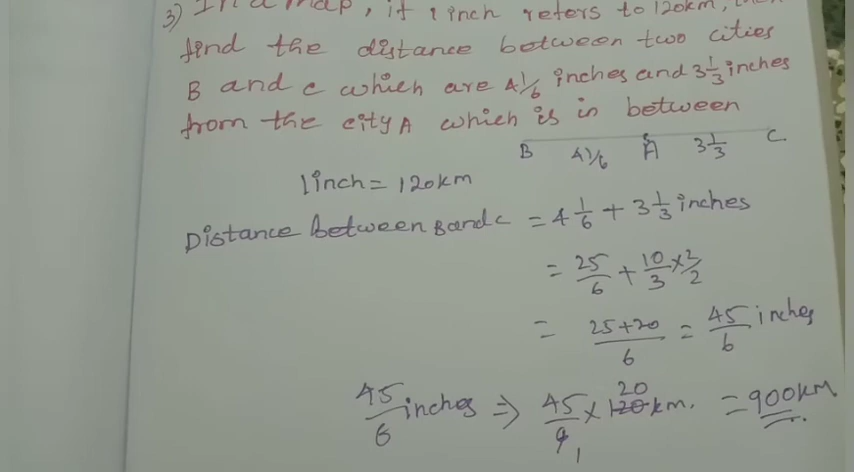 3) In a map, if 1 inch refers to 120km, then
find the distance between two cities
B and c which are 4 1/6 inches and 3 1/3 inches
from the city A which is in between
B 4 1/6 A 3 1/3 C
1inch = 120km
Distance between B and c = 4 1/6 + 3 1/3 inches
= 25/6 + 10/3 × 2/2
= 25+20/6 = 45/6 inches
45/6 inches ⇒ 45/6 1 × 120 20 km. = 900km.